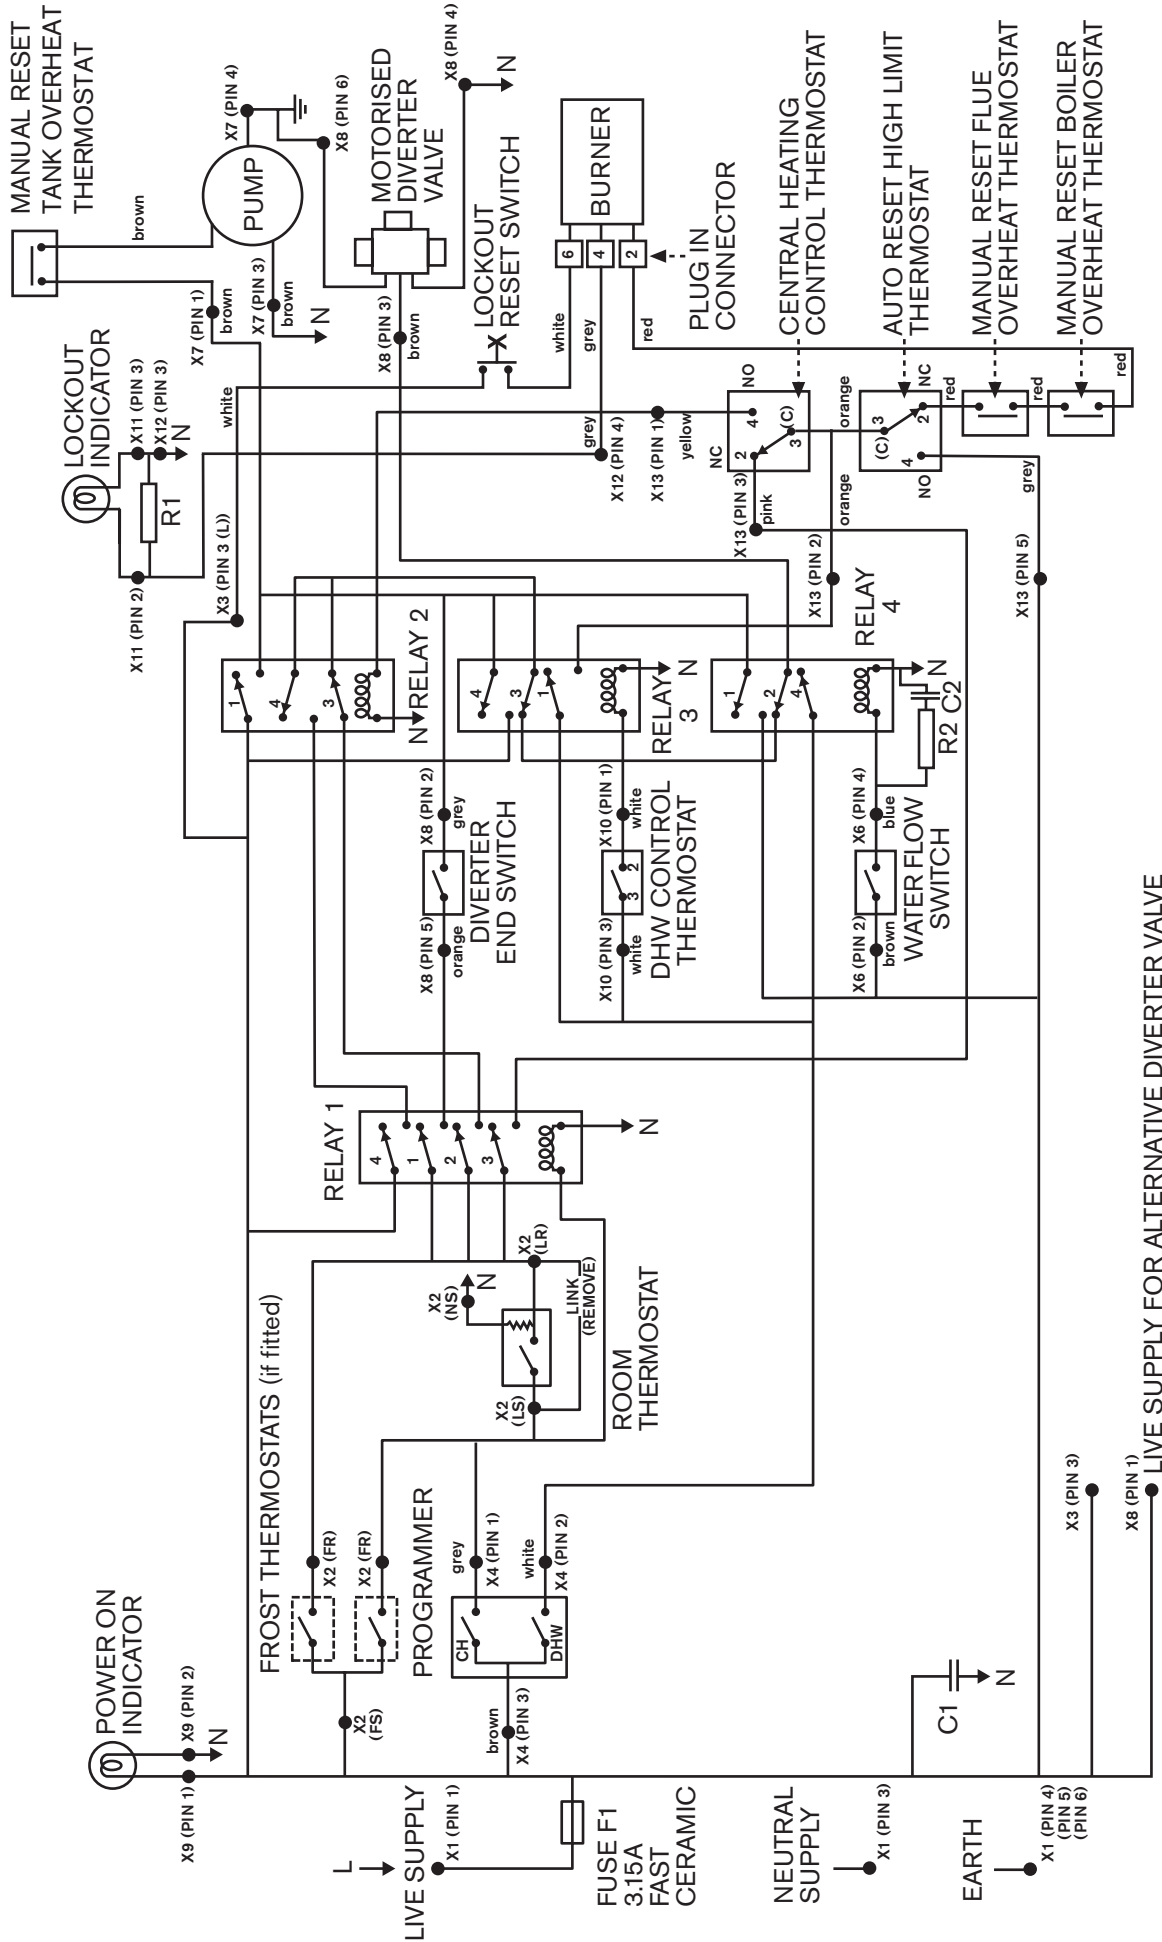 POWER ON
INDICATOR
X9 (PIN 1)
X9 (PIN 2)
N
L
LIVE SUPPLY
X1 (PIN 1)
FUSE F1
3.15A
FAST
CERAMIC
NEUTRAL
SUPPLY
X1 (PIN 3)
EARTH
X1 (PIN 4)
(PIN 5)
(PIN 6)
C1
N
X3 (PIN 3)
X8 (PIN 1)
LIVE SUPPLY FOR ALTERNATIVE DIVERTER VALVE
FROST THERMOSTATS (if fitted)
X2
(FS)
X2 (FR)
X2 (FR)
PROGRAMMER
brown
X4 (PIN 3)
CH
DHW
grey
X4 (PIN 1)
white
X4 (PIN 2)
X2
(LS)
X2
(NS)
N
X2
(LR)
LINK
(REMOVE)
ROOM
THERMOSTAT
RELAY 1
4
1
2
3
N
X8 (PIN 5)
orange
X8 (PIN 2)
grey
DIVERTER
END SWITCH
X10 (PIN 3)
white
3
2
X10 (PIN 1)
white
DHW CONTROL
THERMOSTAT
X6 (PIN 2)
brown
X6 (PIN 4)
blue
WATER FLOW
SWITCH
R2
C2
N
RELAY 2
1
4
3
N
RELAY
3
4
3
1
N
RELAY
4
1
2
4
LOCKOUT
INDICATOR
X11 (PIN 2)
X11 (PIN 3)
X12 (PIN 3)
N
R1
X3 (PIN 3 (L))
white
MANUAL RESET
TANK OVERHEAT
THERMOSTAT
brown
X7 (PIN 1)
brown
X7 (PIN 3)
brown
N
PUMP
X7 (PIN 4)
X8 (PIN 6)
MOTORISED
DIVERTER
VALVE
X8 (PIN 3)
brown
X8 (PIN 4)
N
X
LOCKOUT
RESET SWITCH
white
grey
red
6
4
2
BURNER
PLUG IN
CONNECTOR
grey
X12 (PIN 4)
X13 (PIN 1)
yellow
NC
NO
2
4
3
(C)
X13 (PIN 3)
pink
CENTRAL HEATING
CONTROL THERMOSTAT
orange
orange
X13 (PIN 2)
(C)
3
4
2
NO
NC
AUTO RESET HIGH LIMIT
THERMOSTAT
red
MANUAL RESET FLUE
OVERHEAT THERMOSTAT
red
MANUAL RESET BOILER
OVERHEAT THERMOSTAT
red
grey
X13 (PIN 5)